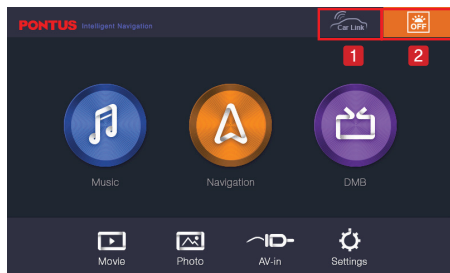 PONTUS Intelligent Navigation
Car Link
OFF
1
2
Music
Navigation
DMB
Movie
Photo
AV-in
Settings